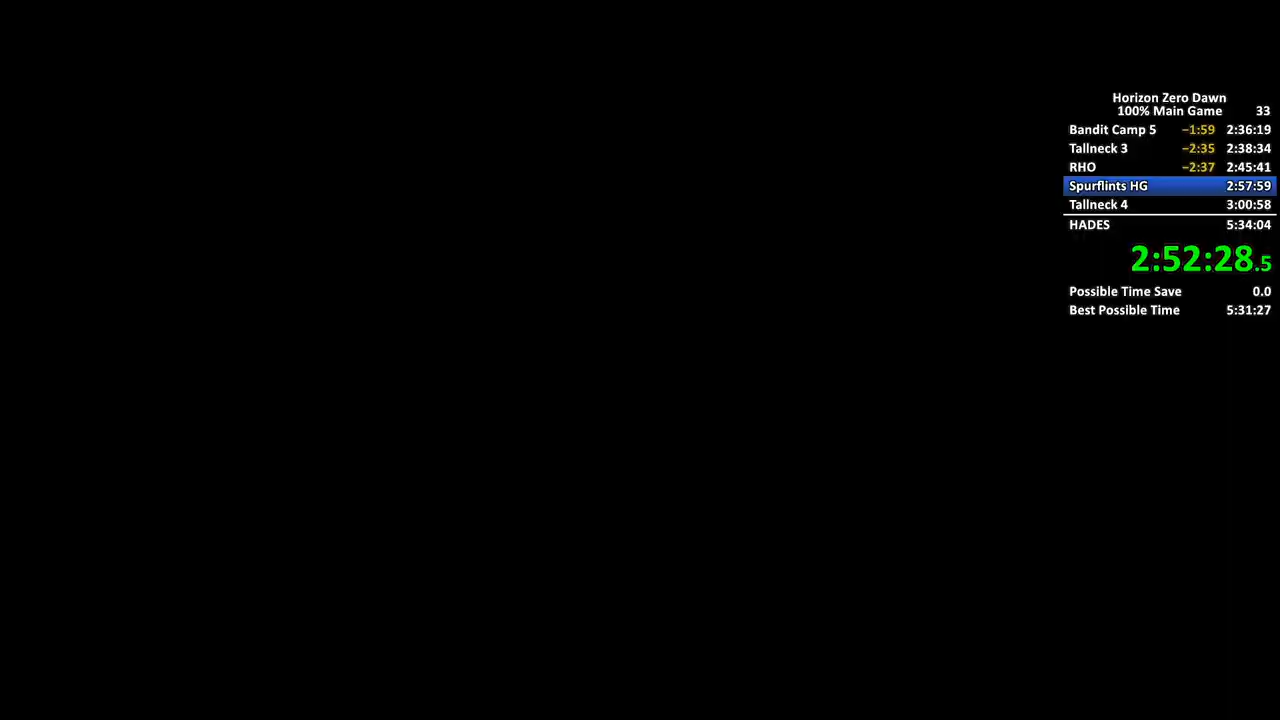 Horizon Zero Dawn
100% Main Game 33
Bandit Camp 5 −1:59 2:36:19
Tallneck 3 −2:35 2:38:34
RHO −2:37 2:45:41
Spurflints HG 2:57:59
Tallneck 4 3:00:58
HADES 5:34:04
2:52:28.5
Possible Time Save 0.0
Best Possible Time 5:31:27